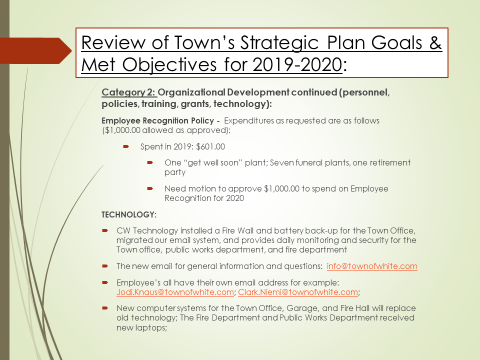 Review of Town's Strategic Plan Goals &
Met Objectives for 2019-2020:
Category 2: Organizational Development continued (personnel,
policies, training, grants, technology):
Employee Recognition Policy - Expenditures as requested are as follows
($1,000.00 allowed as approved):
Spent in 2019: $601.00
One "get well soon" plant; Seven funeral plants, one retirement
party
Need motion to approve $1,000.00 to spend on Employee
Recognition for 2020
TECHNOLOGY:
CW Technology installed a Fire Wall and battery back-up for the Town Office,
migrated our email system, and provides daily monitoring and security for the
Town office, public works department, and fire department
The new email for general information and questions: info@townofwhite.com
Employee's all have their own email address for example:
Jodi.Knaus@townofwhite.com; Clark.Niemi@townofwhite.com;
New computer systems for the Town Office, Garage, and Fire Hall will replace
old technology; The Fire Department and Public Works Department received
new laptops;